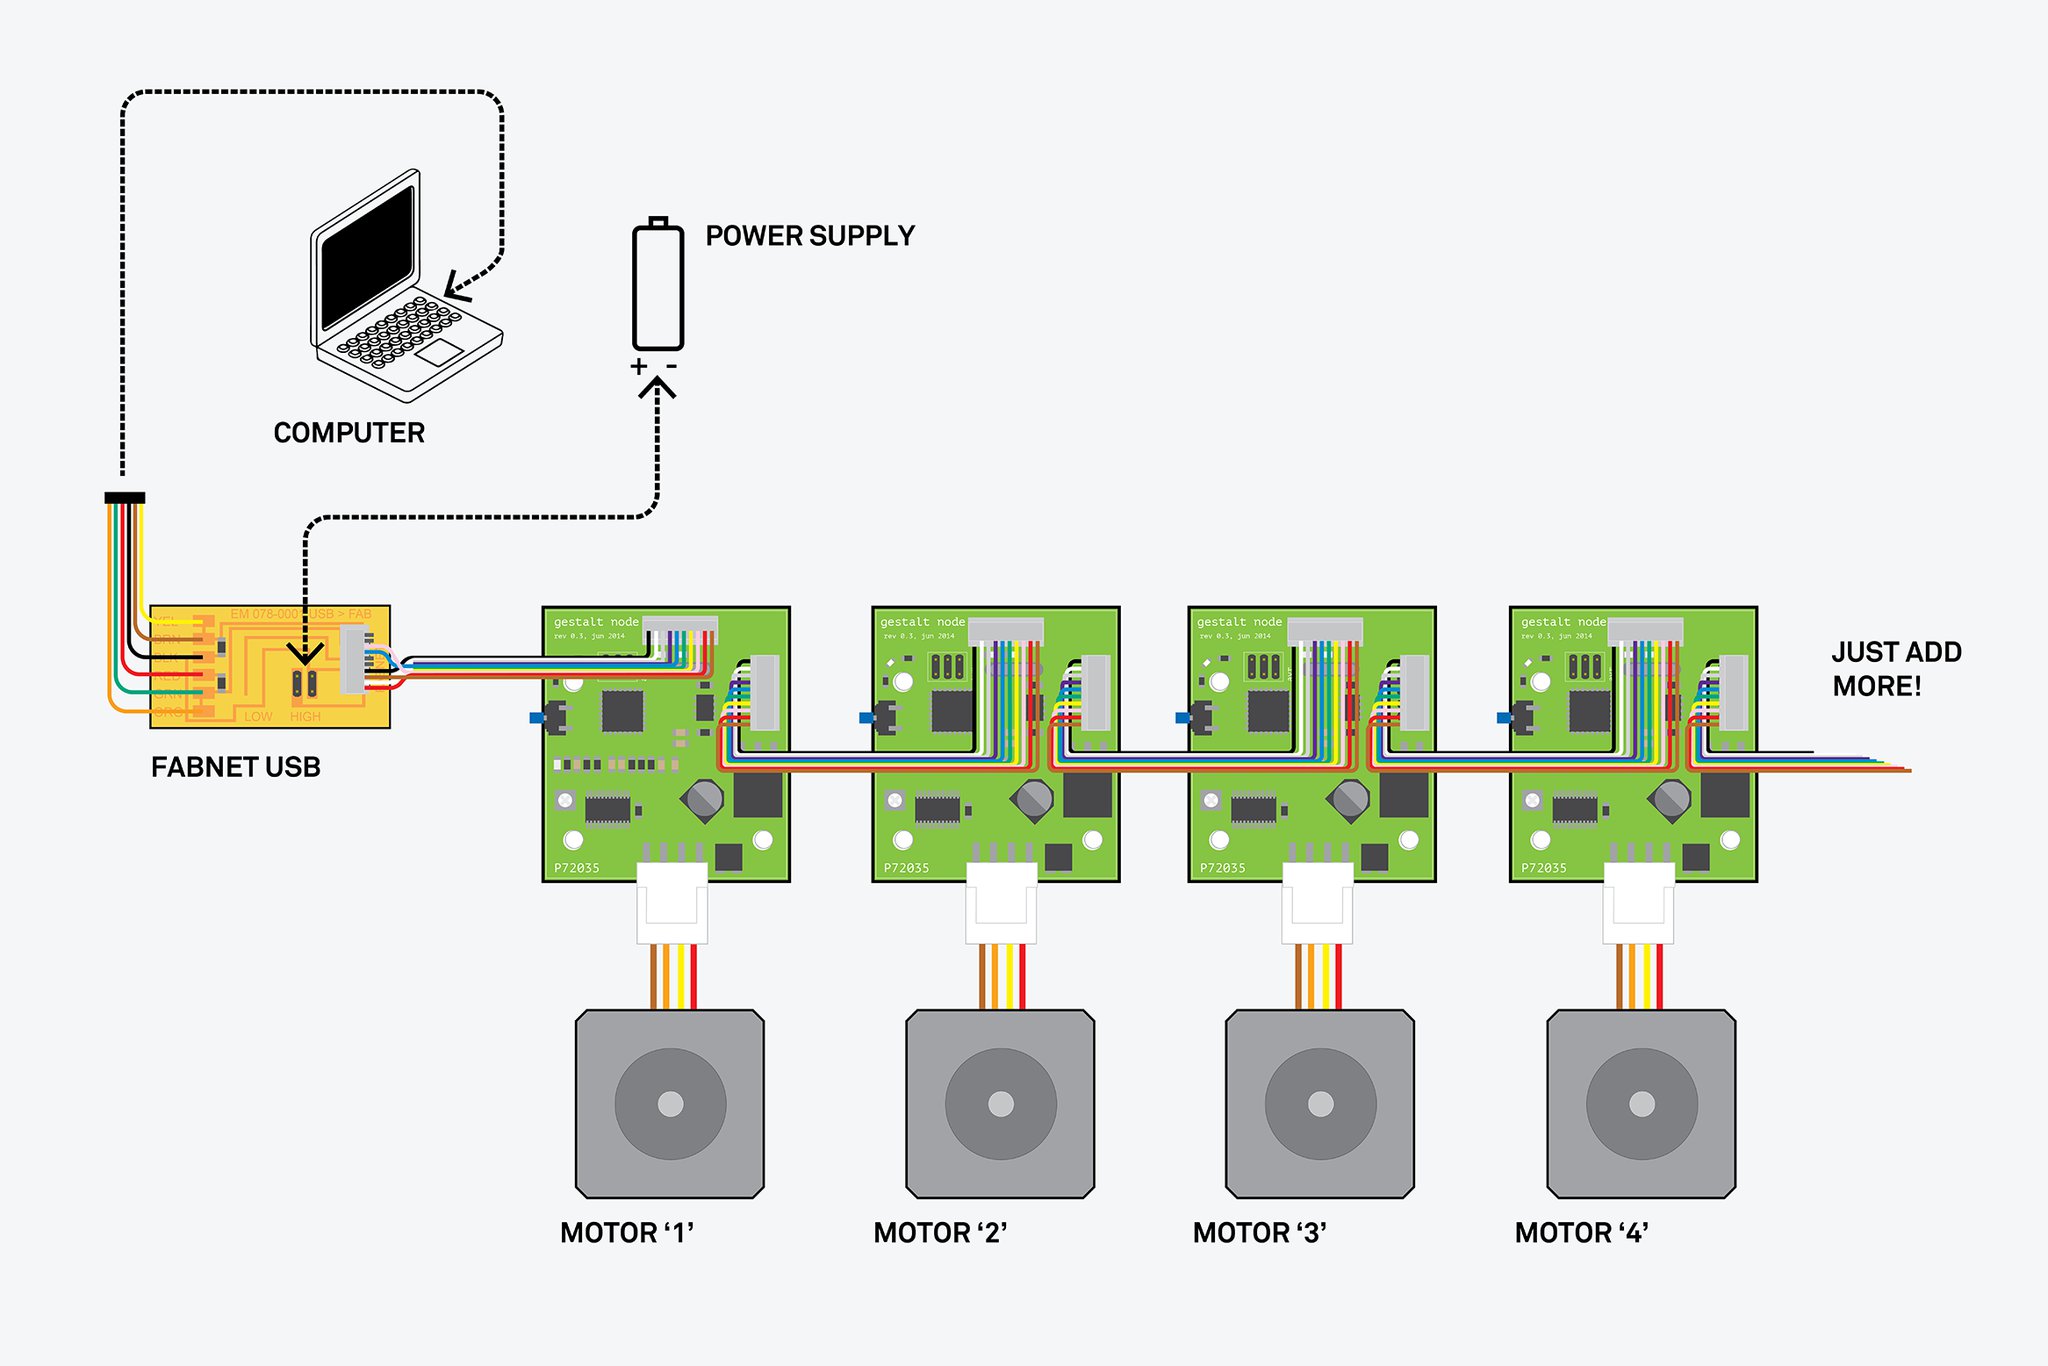 POWER SUPPLY
+ -
COMPUTER
EM 078-000 USB > FAB
YEL
BRN
BLK
RED
GRN
ORG
LOW HIGH
FABNET USB
gestalt node
rev 0.3, jun 2014
P72035
gestalt node
rev 0.3, jun 2014
P72035
gestalt node
rev 0.3, jun 2014
P72035
gestalt node
rev 0.3, jun 2014
P72035
JUST ADD
MORE!
MOTOR ‘1’
MOTOR ‘2’
MOTOR ‘3’
MOTOR ‘4’